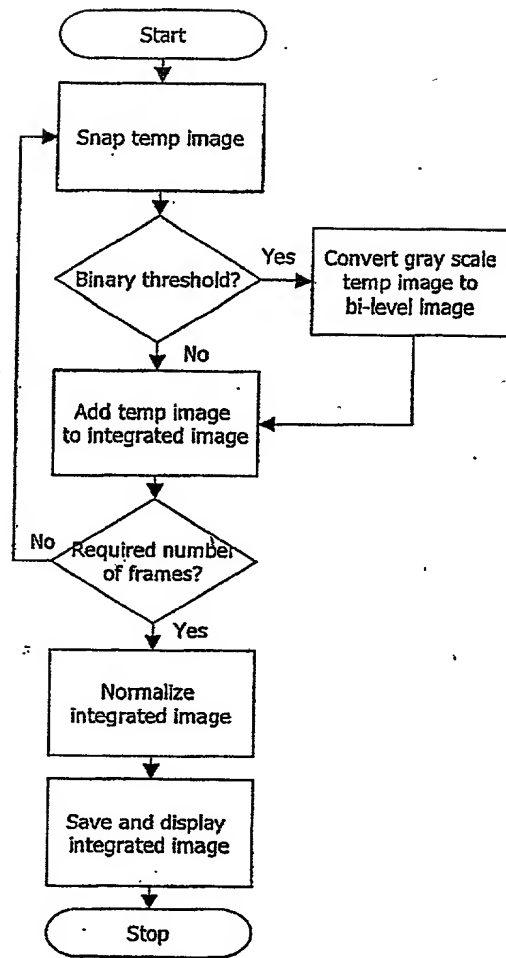 Start
Snap temp image
Binary threshold?
Yes
Convert gray scale
temp image to
bi-level image
No
Add temp image
to integrated image
No
Required number
of frames?
Yes
Normalize
integrated image
Save and display
integrated image
Stop